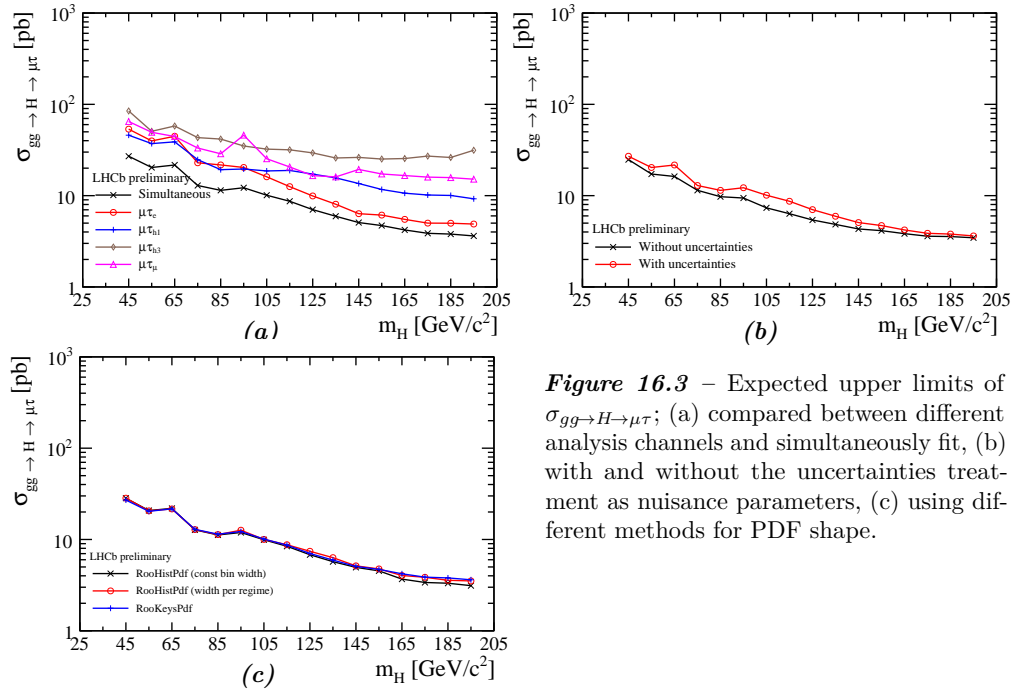 σgg → H → μτ [pb]
10³
10²
10
1
LHCb preliminary
Simultaneous
μτe
μτh1
μτh3
μτμ
25 45 65 85 105 125 145 165 185 205
(a) mH [GeV/c²]
σgg → H → μτ [pb]
10³
10²
10
1
LHCb preliminary
Without uncertainties
With uncertainties
25 45 65 85 105 125 145 165 185 205
(b) mH [GeV/c²]
σgg → H → μτ [pb]
10³
10²
10
1
LHCb preliminary
RooHistPdf (const bin width)
RooHistPdf (width per regime)
RooKeysPdf
25 45 65 85 105 125 145 165 185 205
(c) mH [GeV/c²]
Figure 16.3 – Expected upper limits of
σgg→H→μτ; (a) compared between different
analysis channels and simultaneously fit, (b)
with and without the uncertainties treat-
ment as nuisance parameters, (c) using dif-
ferent methods for PDF shape.